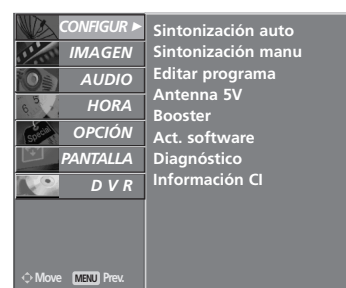 CONFIGUR ►
IMAGEN
AUDIO
HORA
OPCIÓN
PANTALLA
D V R
Sintonización auto
Sintonización manu
Editar programa
Antenna 5V
Booster
Act. software
Diagnóstico
Información CI
Move MENU Prev.